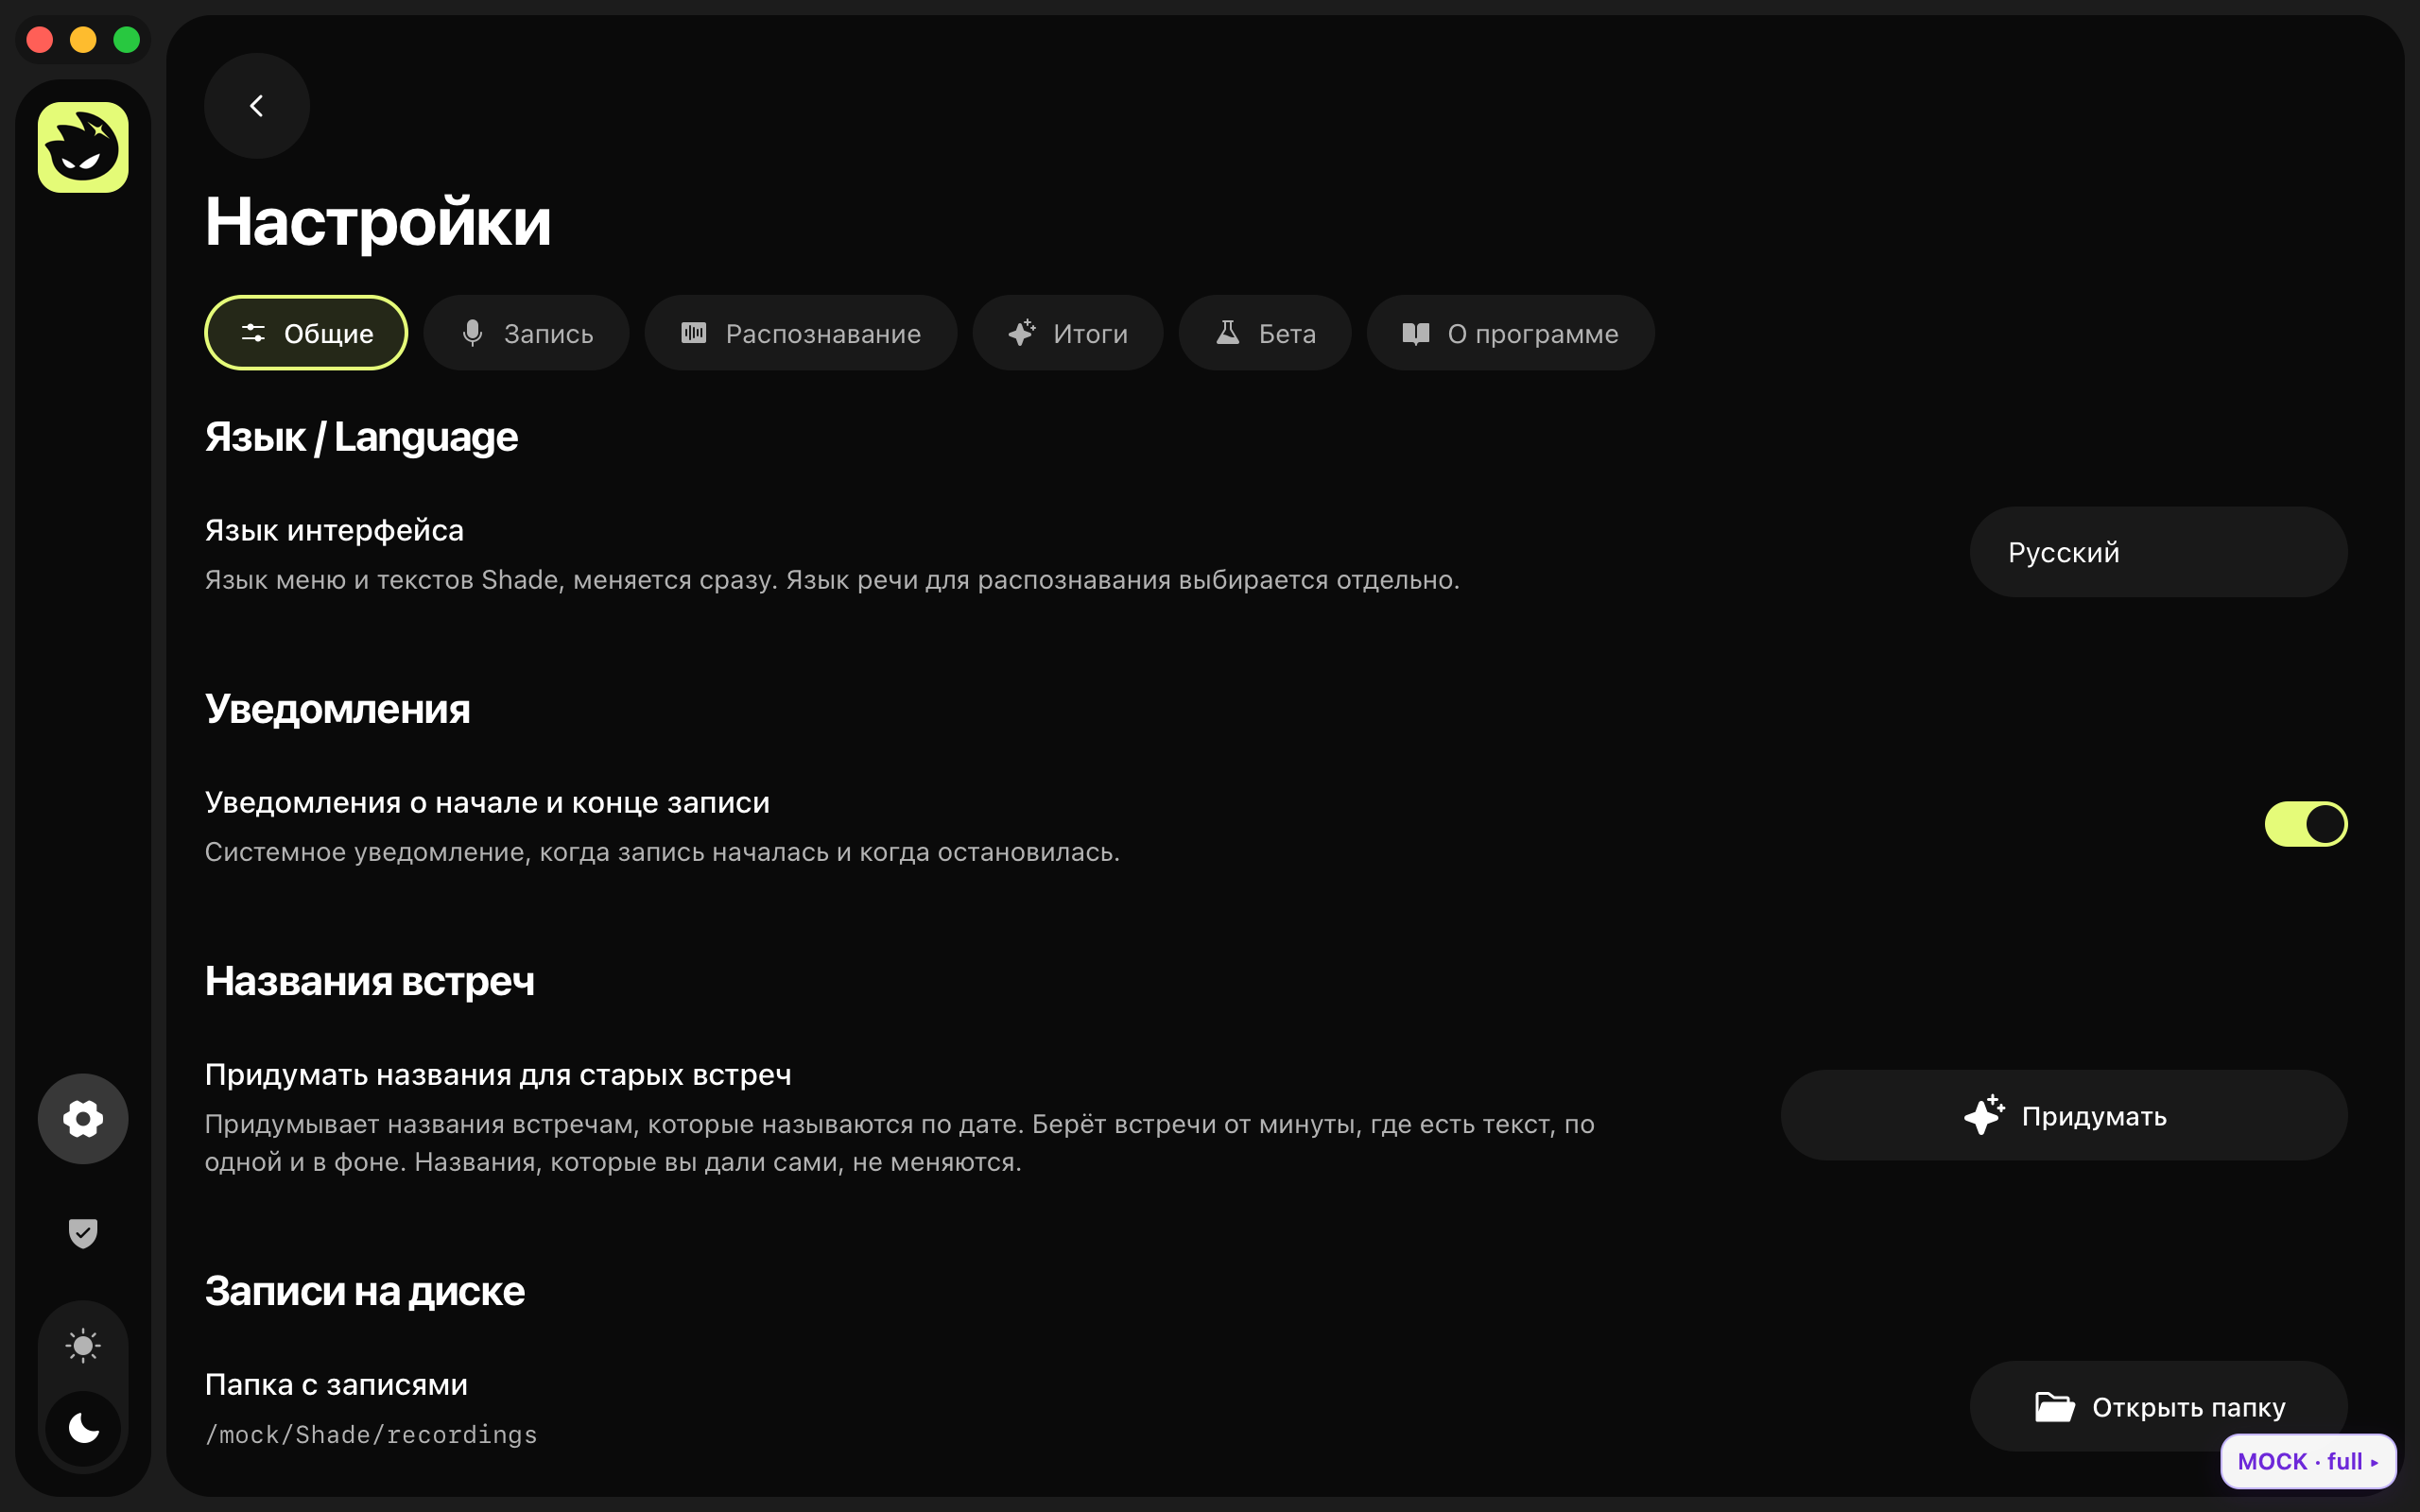 Настройки
Общие
Запись
Распознавание
Итоги
Бета
О программе
Язык / Language
Язык интерфейса
Язык меню и текстов Shade, меняется сразу. Язык речи для распознавания выбирается отдельно.
Русский
Уведомления
Уведомления о начале и конце записи
Системное уведомление, когда запись началась и когда остановилась.
Названия встреч
Придумать названия для старых встреч
Придумывает названия встречам, которые называются по дате. Берёт встречи от минуты, где есть текст, по
одной и в фоне. Названия, которые вы дали сами, не меняются.
Придумать
Записи на диске
Папка с записями
/mock/Shade/recordings
Открыть папку
MOCK · full ▸